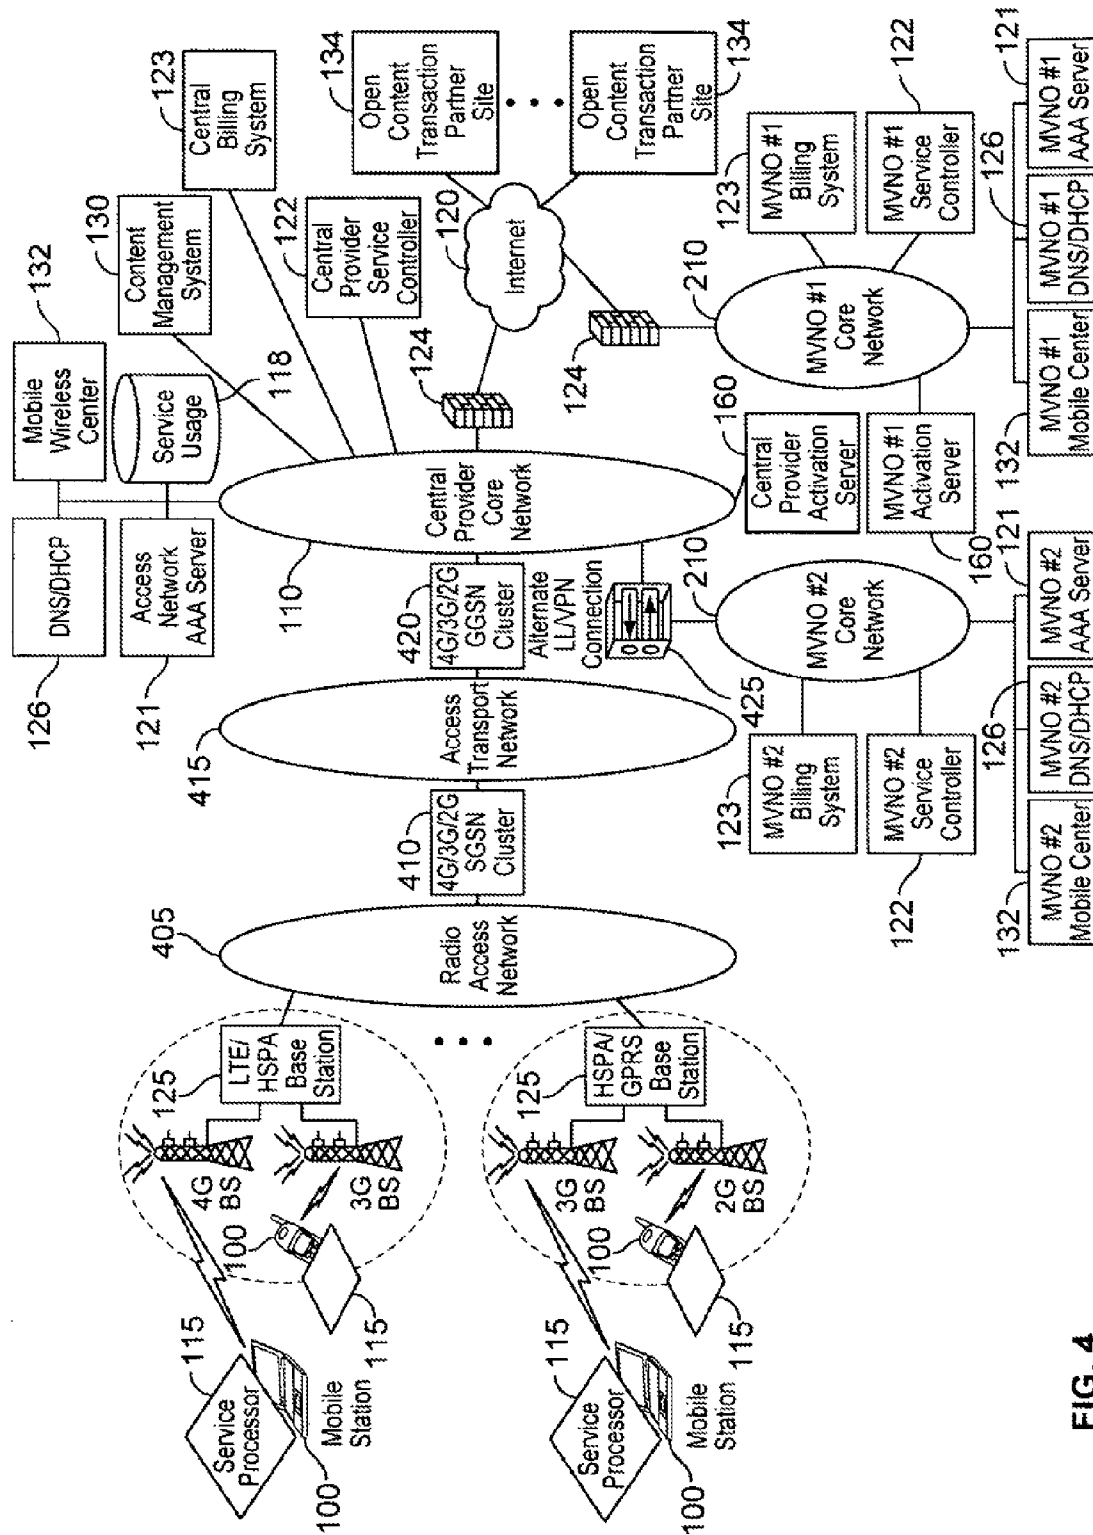 126
DNS/DHCP
Mobile
Wireless
Center
132
121
Access
Network
AAA Server
Service
Usage
118
Content
Management
System
130
Central
Billing
System
123
Central
Provider
Service
Controller
122
110
Central
Provider
Core
Network
124
Internet
120
Open
Content
Transaction
Partner
Site
134
Open
Content
Transaction
Partner
Site
134
124
415
Access
Transport
Network
420
4G/3G/2G
GGSN
Cluster
Alternate
LL/VPN
Connection
425
410
4G/3G/2G
SGSN
Cluster
405
Radio
Access
Network
125
LTE/
HSPA
Base
Station
125
4G
BS
3G
BS
100
115
115
Service
Processor
100
Mobile
Station
125
HSPA/
GPRS
Base
Station
3G
BS
2G
BS
100
115
115
Service
Processor
100
Mobile
Station
160
Central
Provider
Activation
Server
210
MVNO #1
Core
Network
123
MVNO #1
Billing
System
MVNO #1
Service
Controller
122
160
MVNO #1
Activation
Server
132
MVNO #1
Mobile Center
126
MVNO #1
DNS/DHCP
MVNO #1
AAA Server
121
210
MVNO #2
Core
Network
123
MVNO #2
Billing
System
122
MVNO #2
Service
Controller
132
MVNO #2
Mobile Center
126
MVNO #2
DNS/DHCP
121
MVNO #2
AAA Server
FIG. 4